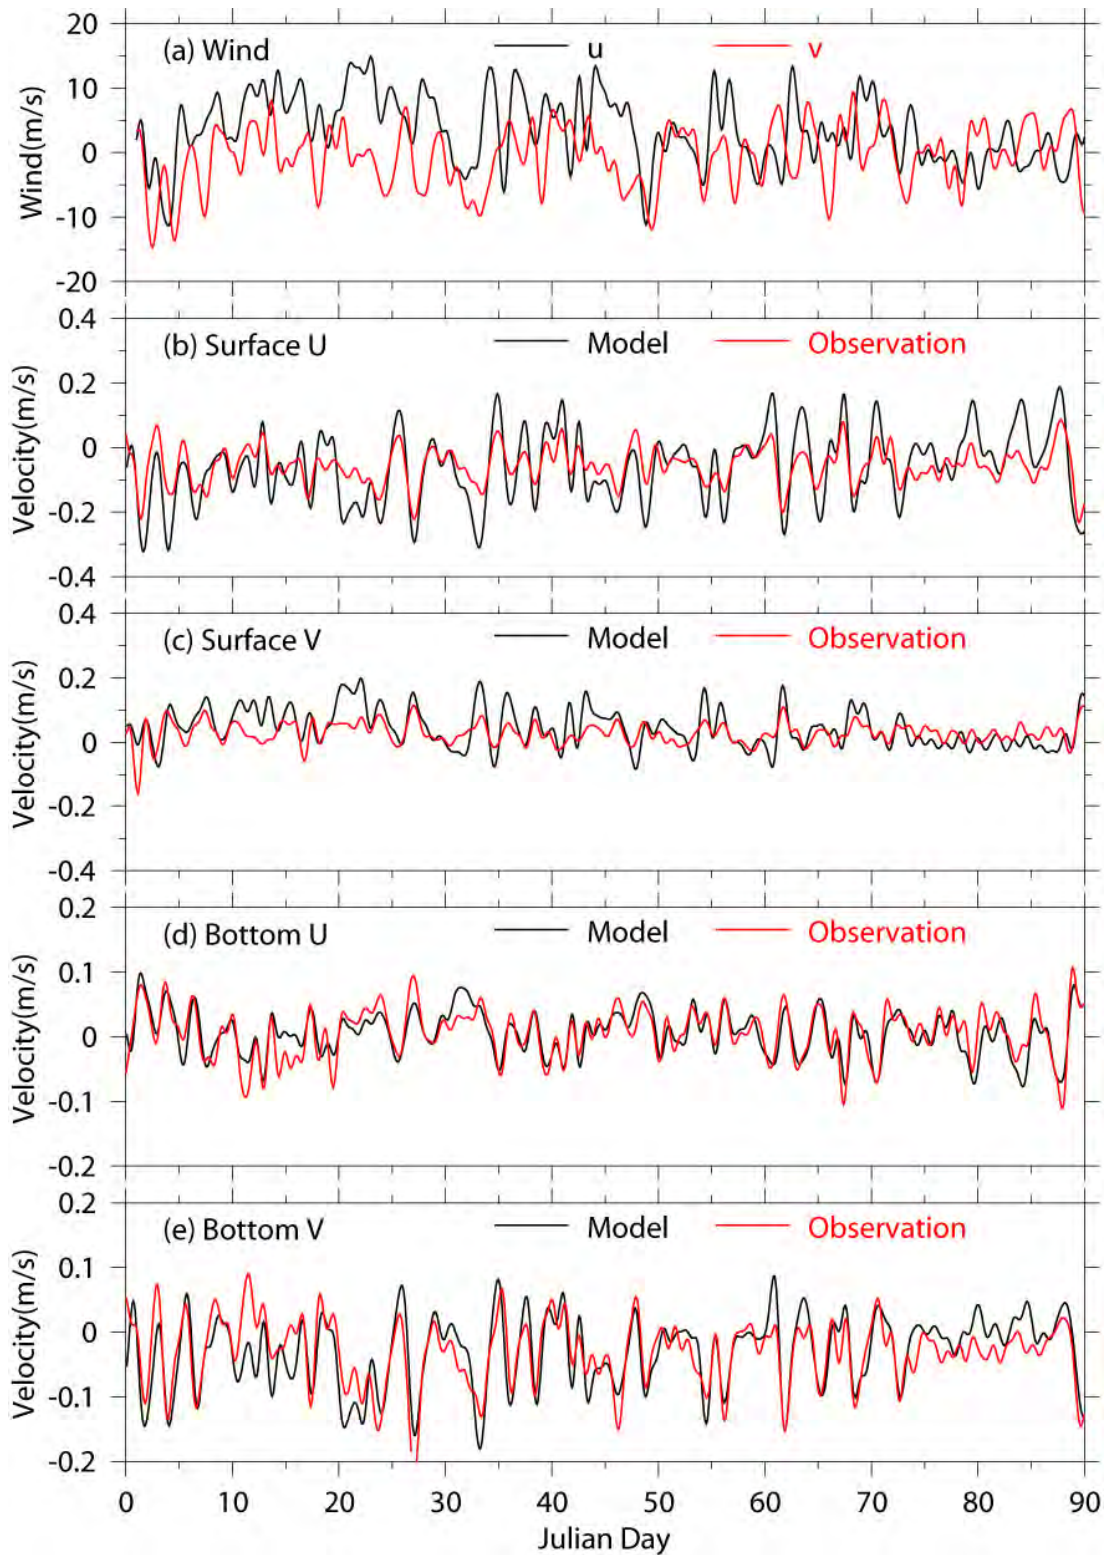 (a) Wind u v
Wind(m/s)
20
10
0
-10
-20
(b) Surface U Model Observation
Velocity(m/s)
0.4
0.2
0
-0.2
-0.4
(c) Surface V Model Observation
Velocity(m/s)
0.4
0.2
0
-0.2
-0.4
(d) Bottom U Model Observation
Velocity(m/s)
0.2
0.1
0
-0.1
-0.2
(e) Bottom V Model Observation
Velocity(m/s)
0.2
0.1
0
-0.1
-0.2
0 10 20 30 40 50 60 70 80 90
Julian Day